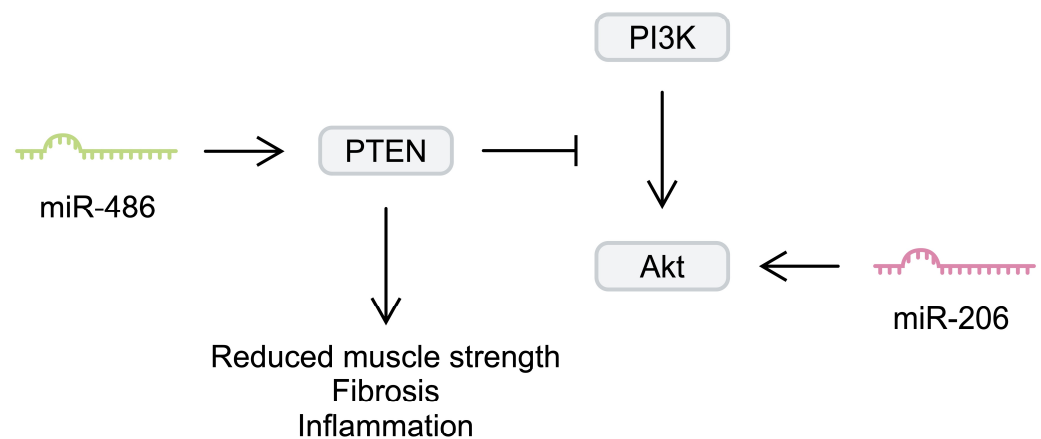 PI3K
PTEN
miR-486
Akt
miR-206
Reduced muscle strength
Fibrosis
Inflammation